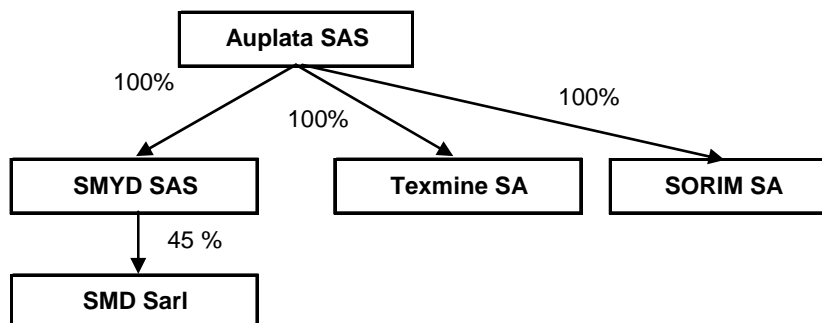 Auplata SAS
100%
100%
100%
SMYD SAS
Texmine SA
SORIM SA
45 %
SMD Sarl